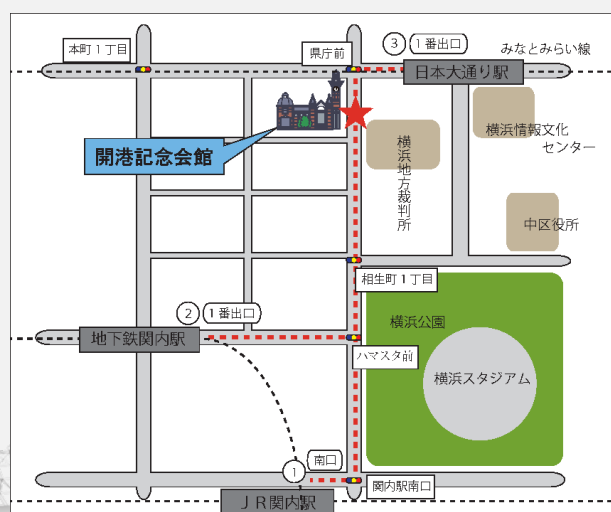 本町１丁目
県庁前
③ １番出口
みなとみらい線
日本大通り駅
開港記念会館
横浜地方裁判所
横浜情報文化
センター
中区役所
相生町１丁目
② １番出口
地下鉄関内駅
横浜公園
ハマスタ前
横浜スタジアム
① 南口
関内駅南口
ＪＲ関内駅